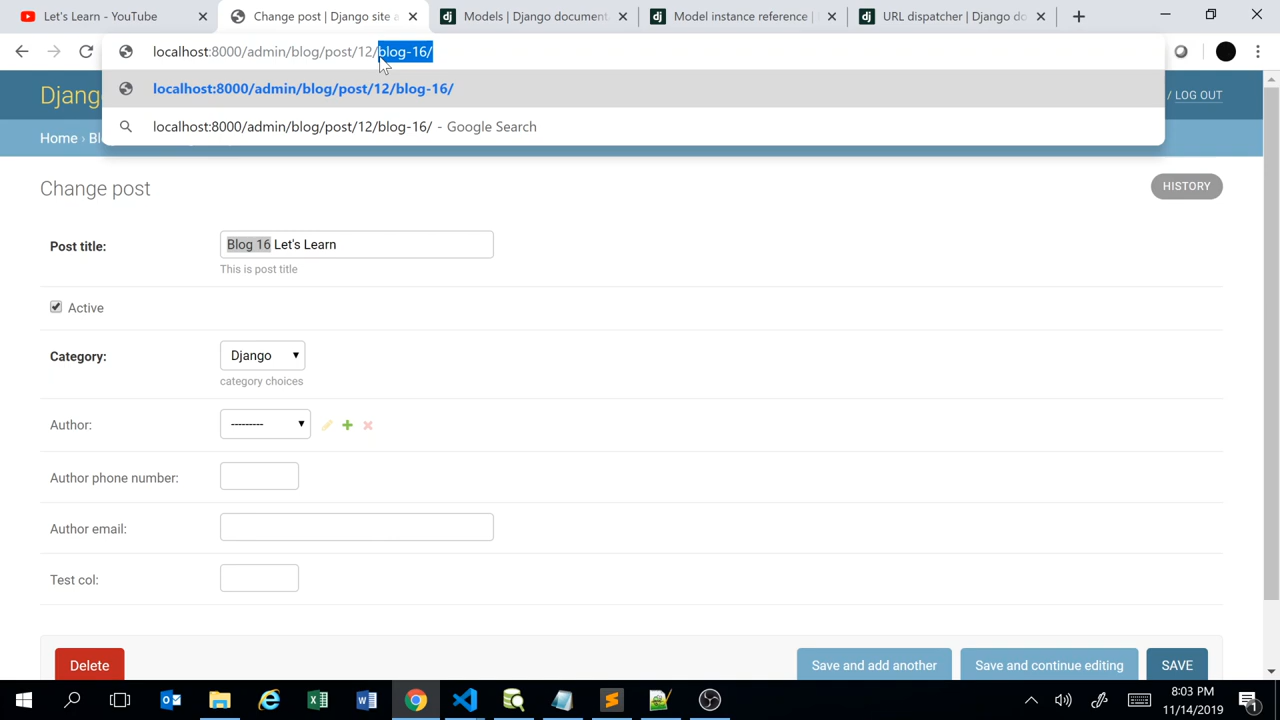 Let's Learn - YouTube
Change post | Django site a
Models | Django document
Model instance reference |
URL dispatcher | Django do
localhost:8000/admin/blog/post/12/blog-16/
localhost:8000/admin/blog/post/12/blog-16/
localhost:8000/admin/blog/post/12/blog-16/ - Google Search
Djang
/ LOG OUT
Home › Bl
Change post
HISTORY
Post title:
Blog 16 Let's Learn
This is post title
Active
Category:
Django
category choices
Author:
---------
Author phone number:
Author email:
Test col:
Delete
Save and add another
Save and continue editing
SAVE
8:03 PM
11/14/2019
1